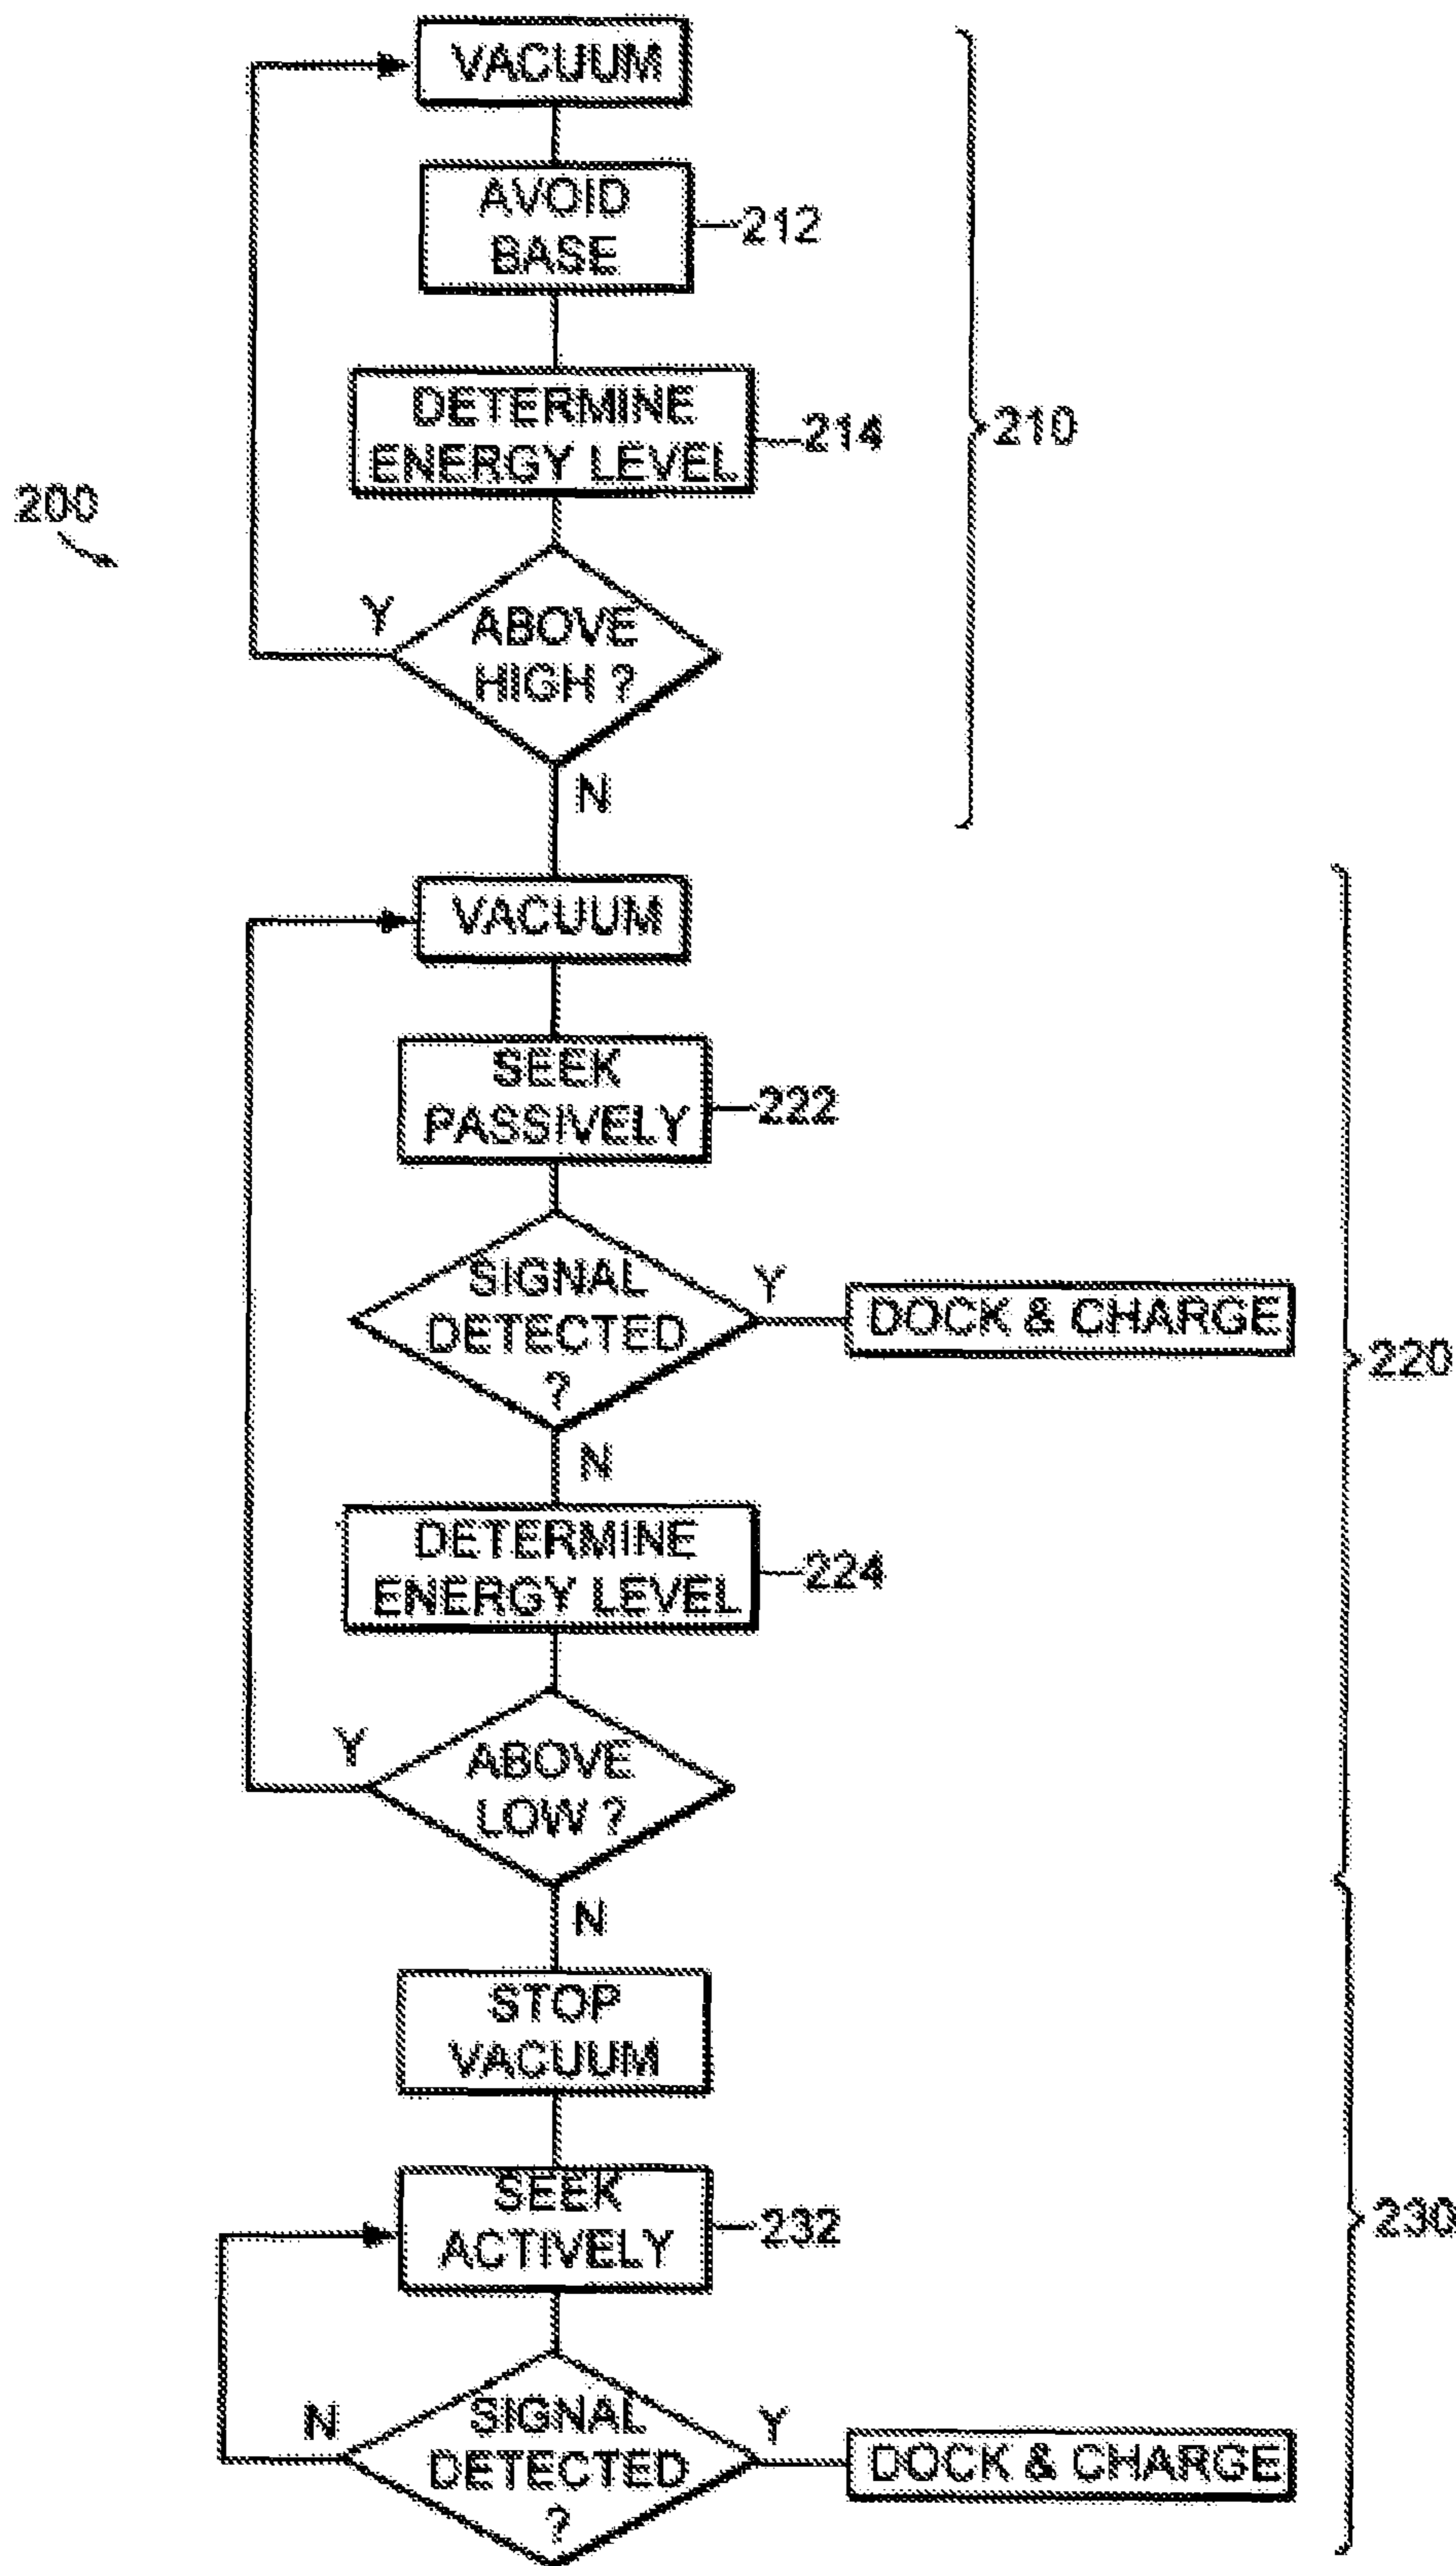 VACUUM
AVOID
BASE
212
DETERMINE
ENERGY LEVEL
214
210
200
Y
ABOVE
HIGH ?
N
VACUUM
SEEK
PASSIVELY
222
SIGNAL
DETECTED
?
Y
DOCK & CHARGE
220
N
DETERMINE
ENERGY LEVEL
224
Y
ABOVE
LOW ?
N
STOP
VACUUM
SEEK
ACTIVELY
232
230
N
SIGNAL
DETECTED
?
Y
DOCK & CHARGE